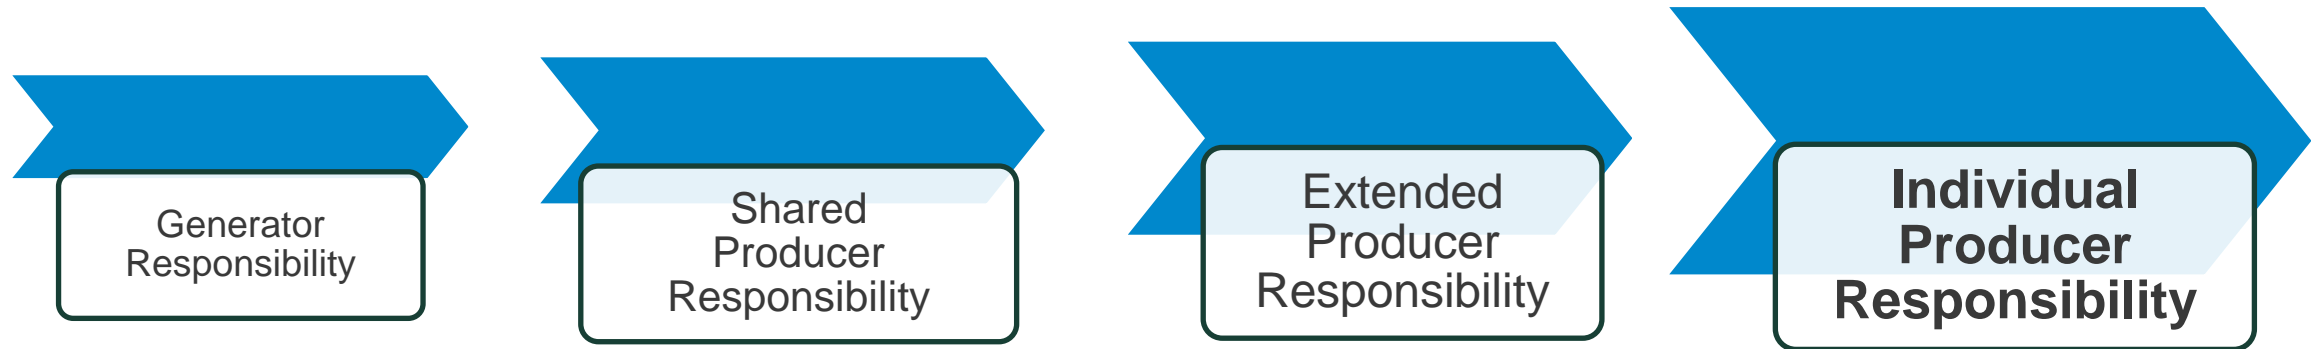 Generator
Responsibility
Shared
Producer
Responsibility
Extended
Producer
Responsibility
Individual
Producer
Responsibility